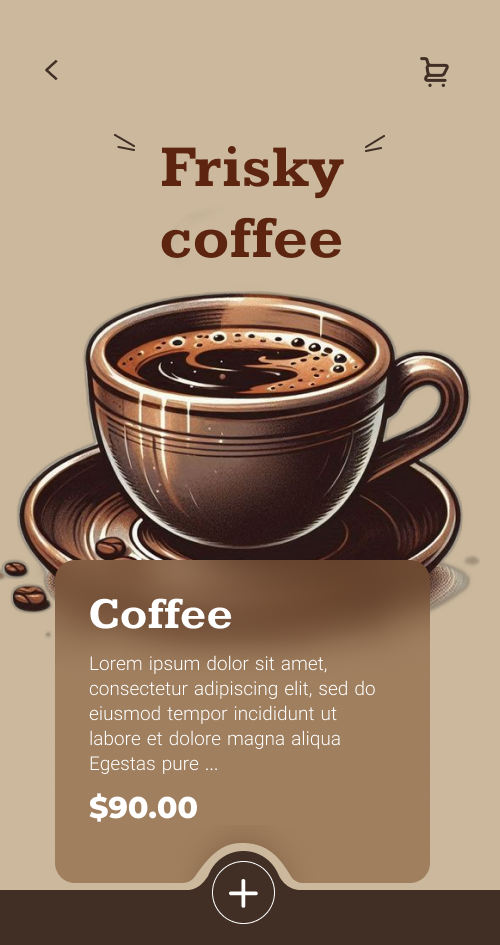 Frisky
coffee
Coffee
Lorem ipsum dolor sit amet,
consectetur adipiscing elit, sed do
eiusmod tempor incididunt ut
labore et dolore magna aliqua
Egestas pure ...
$90.00